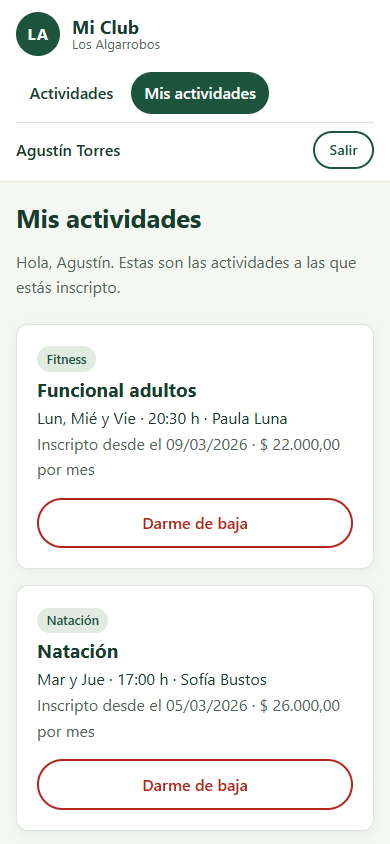 LA
Mi Club
Los Algarrobos
Actividades
Mis actividades
Agustín Torres
Salir
Mis actividades
Hola, Agustín. Estas son las actividades a las que
estás inscripto.
Fitness
Funcional adultos
Lun, Mié y Vie · 20:30 h · Paula Luna
Inscripto desde el 09/03/2026 · $ 22.000,00
por mes
Darme de baja
Natación
Natación
Mar y Jue · 17:00 h · Sofía Bustos
Inscripto desde el 05/03/2026 · $ 26.000,00
por mes
Darme de baja